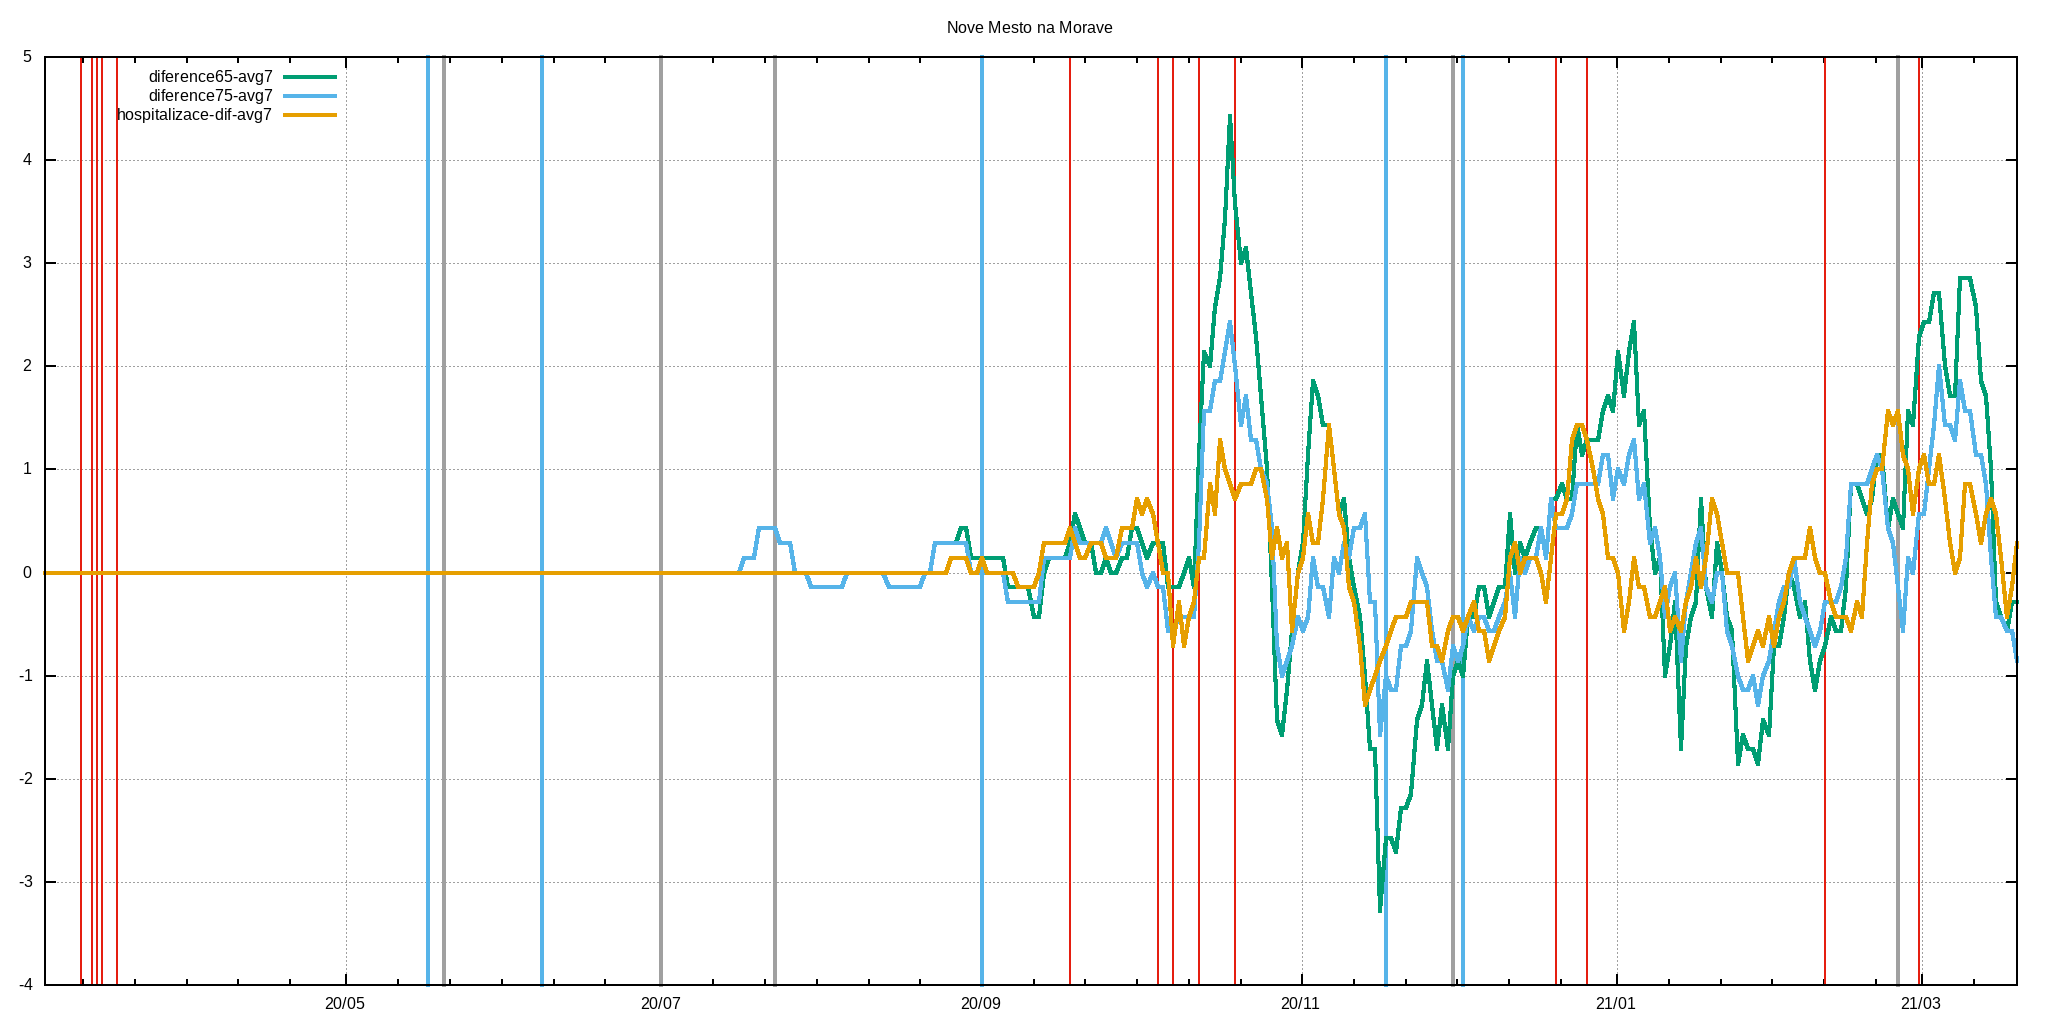 Nove Mesto na Morave
5
4
3
2
1
0
-1
-2
-3
-4
diference65-avg7
diference75-avg7
hospitalizace-dif-avg7
20/05 20/07 20/09 20/11 21/01 21/03